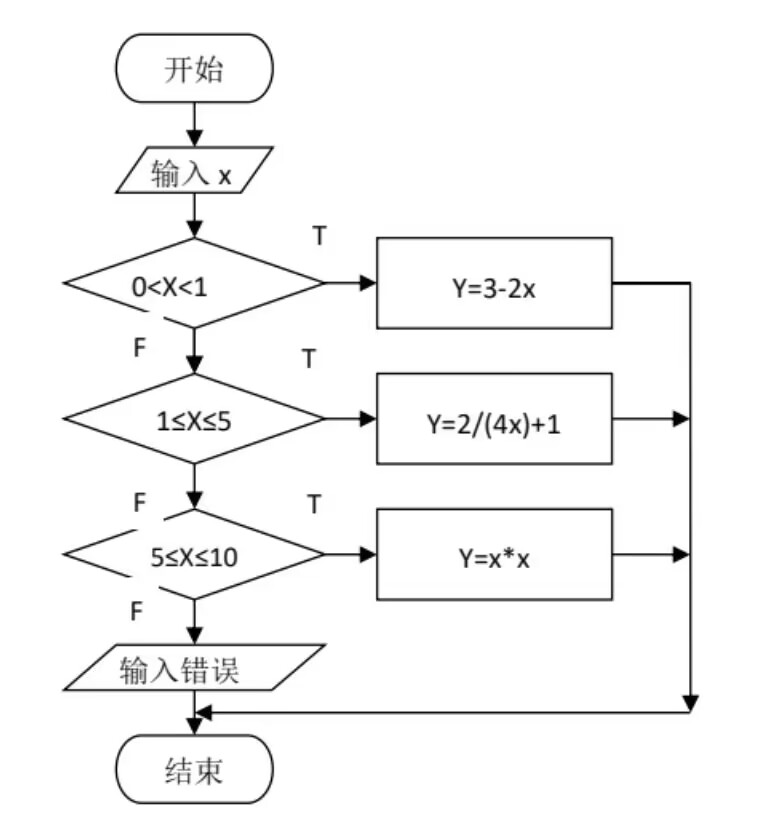 开始
输入 x
T
0<X<1
Y=3-2x
F
T
1≤X≤5
Y=2/(4x)+1
F
T
5≤X≤10
Y=x*x
F
输入错误
结束